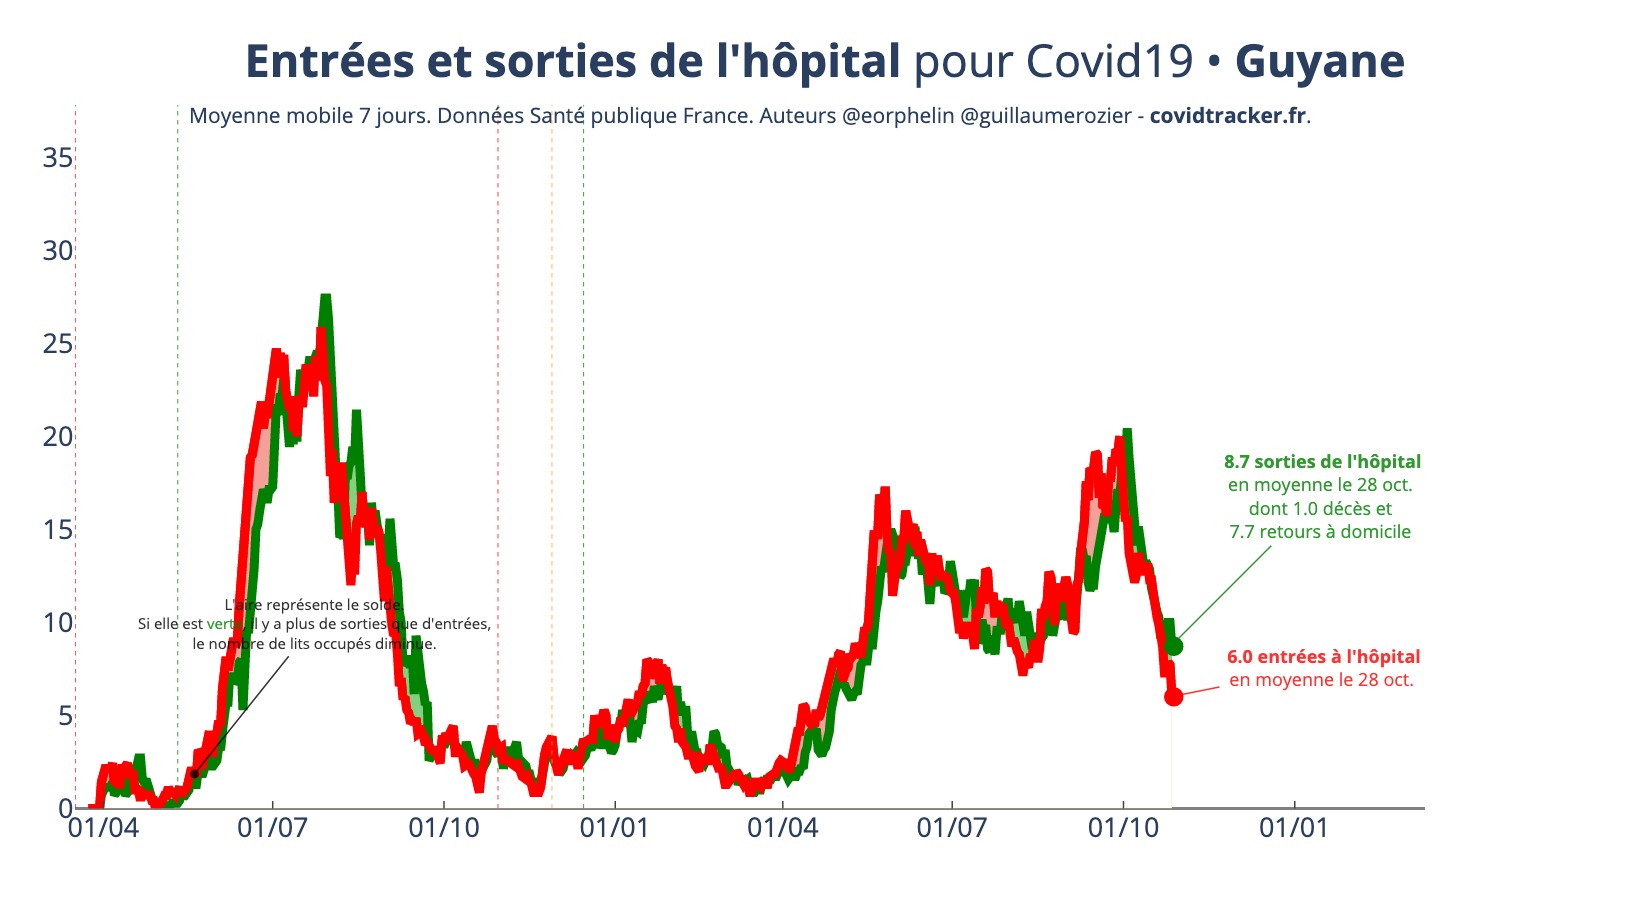 Entrées et sorties de l'hôpital pour Covid19 • Guyane
Moyenne mobile 7 jours. Données Santé publique France. Auteurs @eorphelin @guillaumerozier - covidtracker.fr.
35
30
25
20
15
10
5
0
8.7 sorties de l'hôpital
en moyenne le 28 oct.
dont 1.0 décès et
7.7 retours à domicile
L'aire représente le solde.
Si elle est verte, il y a plus de sorties que d'entrées,
le nombre de lits occupés diminue.
6.0 entrées à l'hôpital
en moyenne le 28 oct.
01/04 01/07 01/10 01/01 01/04 01/07 01/10 01/01